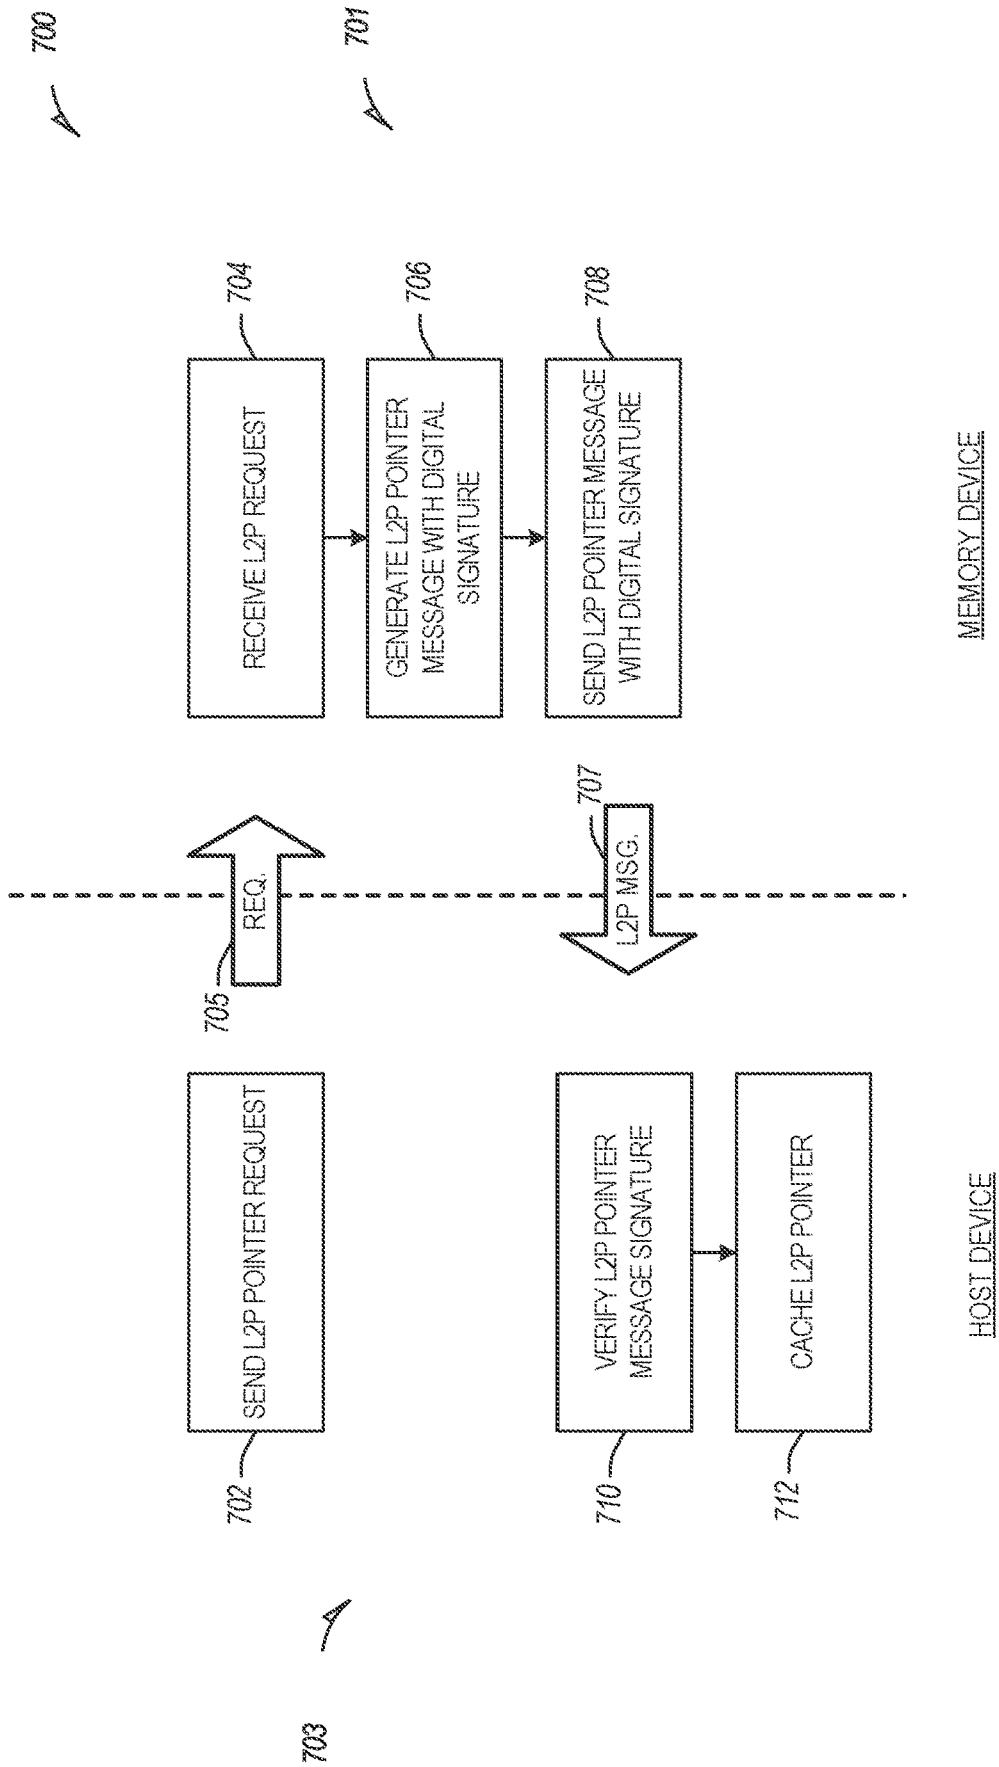 700
701
703
702
SEND L2P POINTER REQUEST
705
REQ.
704
RECEIVE L2P REQUEST
706
GENERATE L2P POINTER
MESSAGE WITH DIGITAL
SIGNATURE
708
SEND L2P POINTER MESSAGE
WITH DIGITAL SIGNATURE
707
L2P MSG.
710
VERIFY L2P POINTER
MESSAGE SIGNATURE
712
CACHE L2P POINTER
HOST DEVICE
MEMORY DEVICE